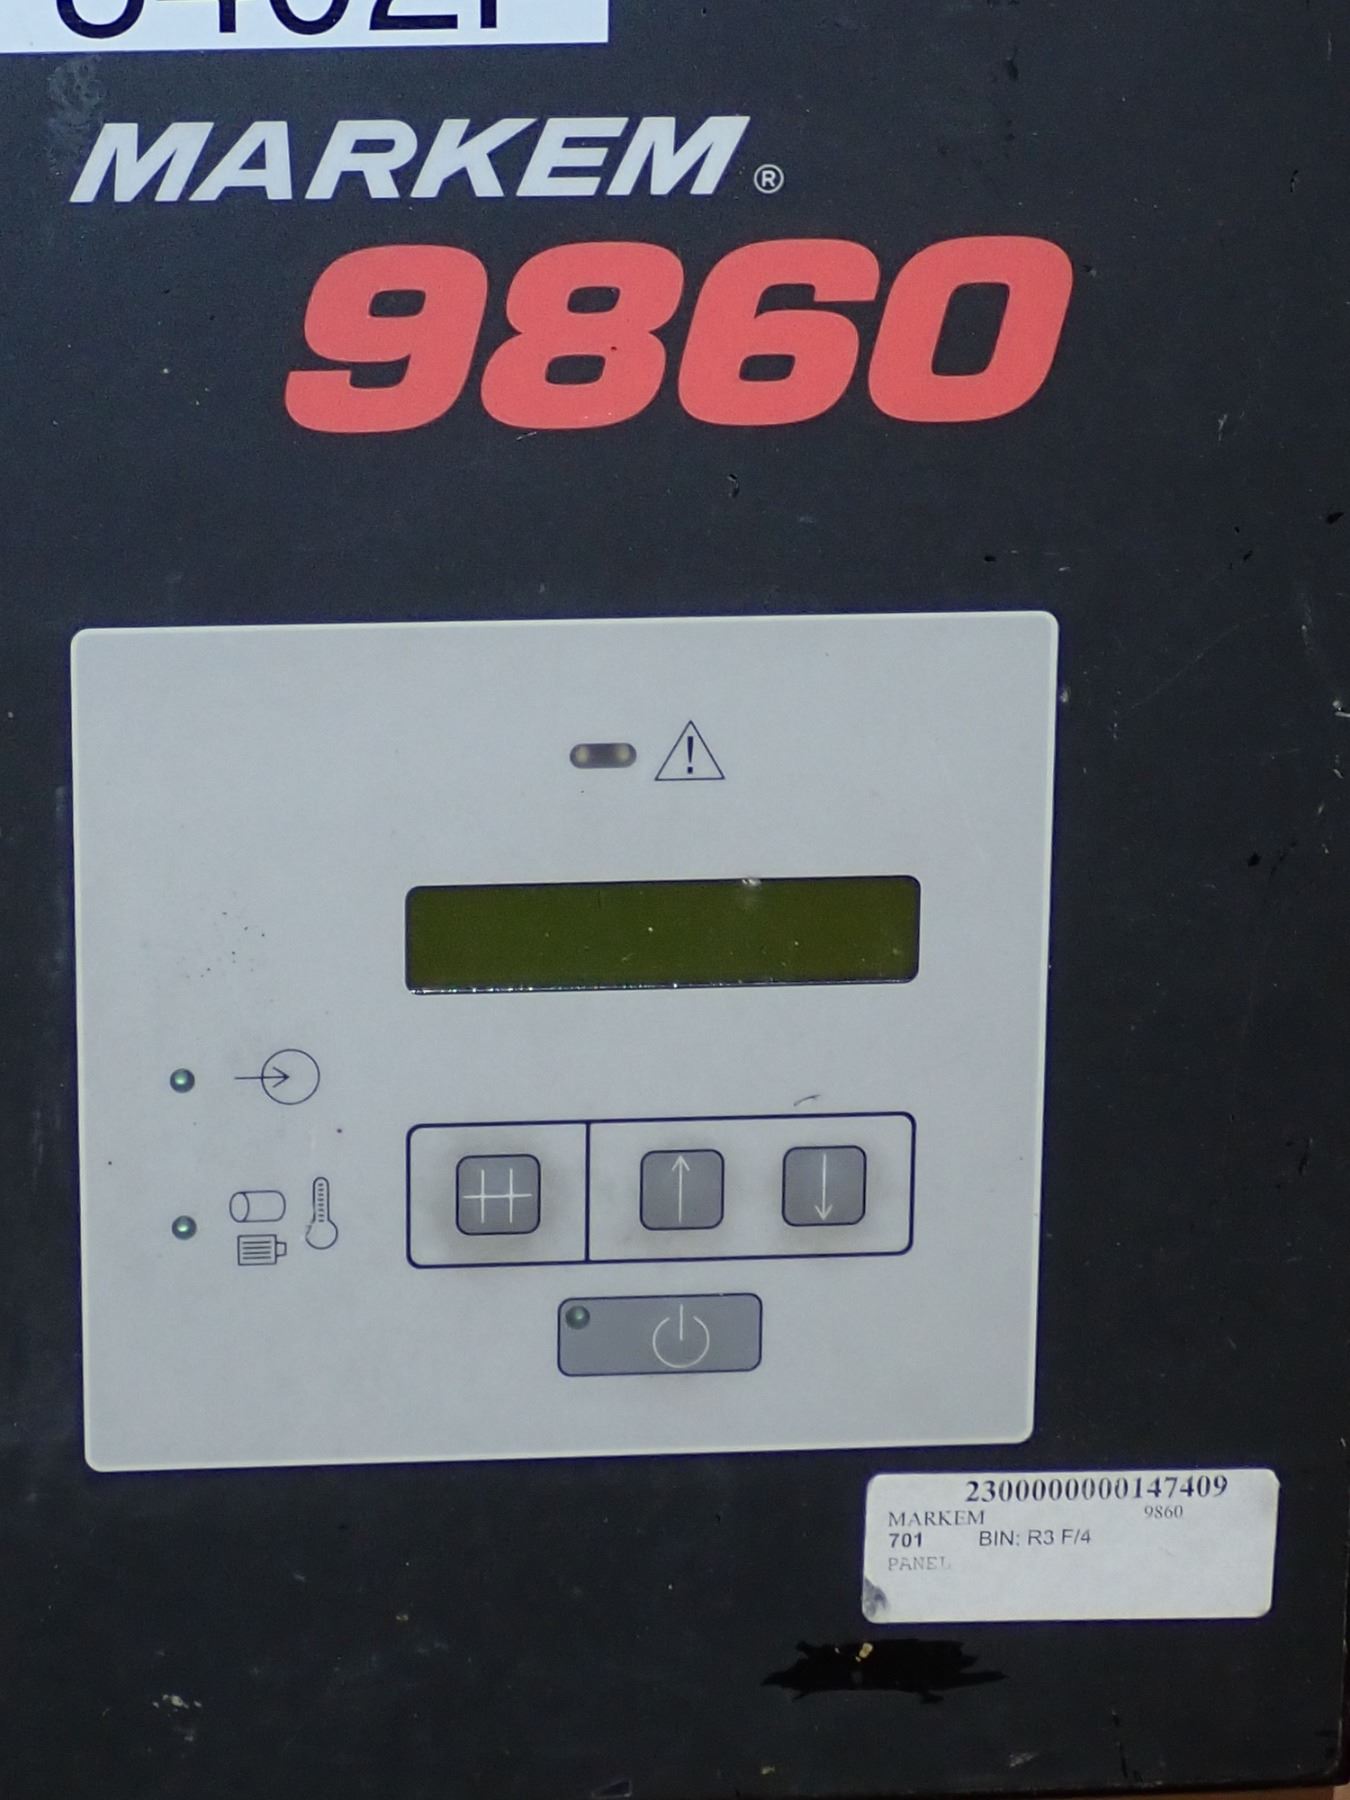 MARKEM®
9860
2300000000147409
MARKEM 9860
701 BIN: R3 F/4
PANEL